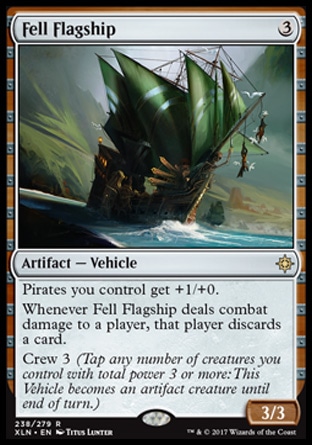 Fell Flagship 3
Artifact — Vehicle
Pirates you control get +1/+0.
Whenever Fell Flagship deals combat
damage to a player, that player discards
a card.
Crew 3 (Tap any number of creatures you
control with total power 3 or more: This
Vehicle becomes an artifact creature until
end of turn.)
3/3
238/279 R
XLN • EN Titus Lunter
™ & © 2017 Wizards of the Coast